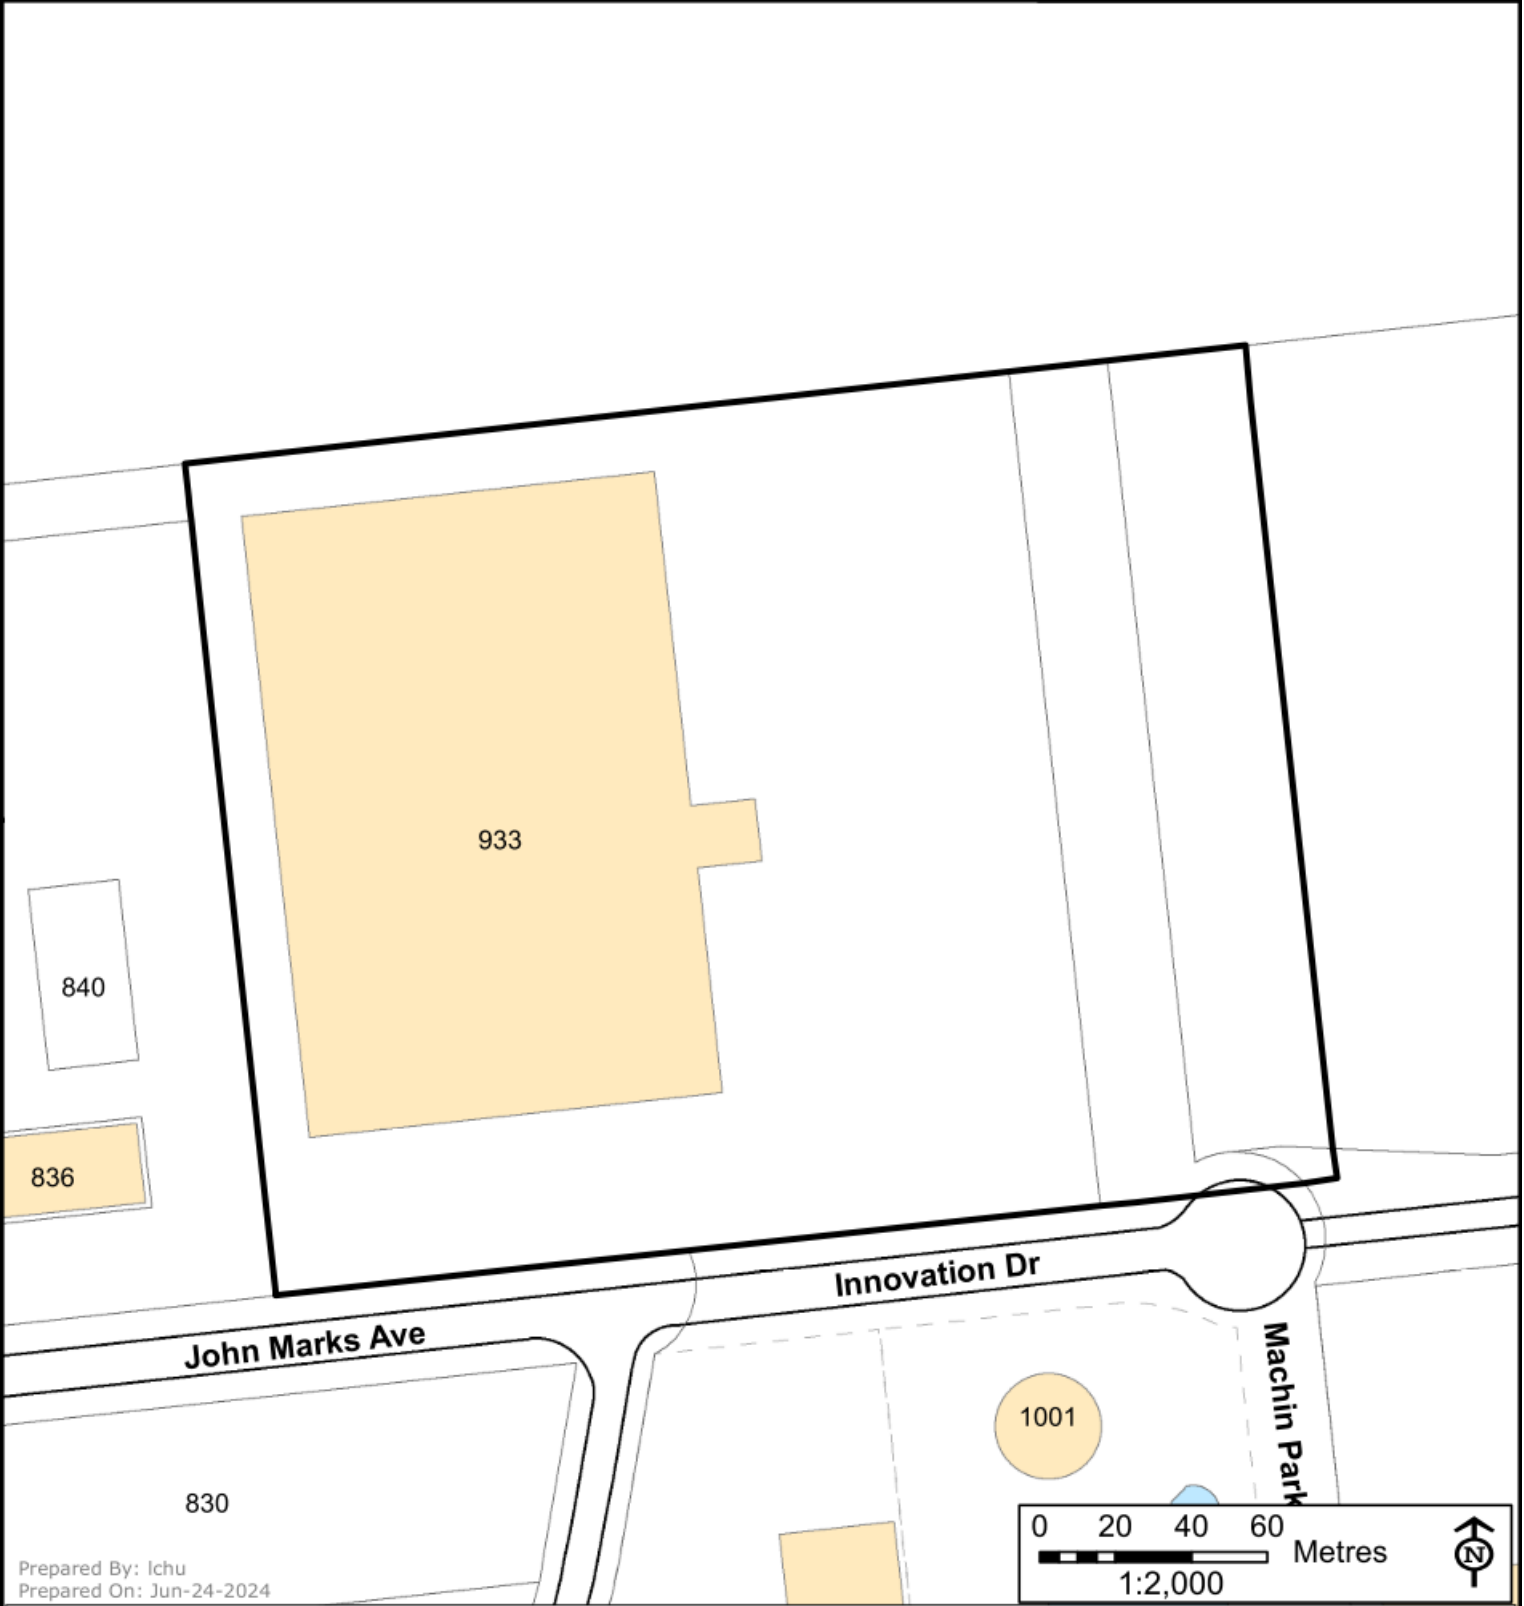 933
840
836
Innovation Dr
John Marks Ave
Machin Park
1001
830
0 20 40 60
Metres
N
1:2,000
Prepared By: lchu
Prepared On: Jun-24-2024